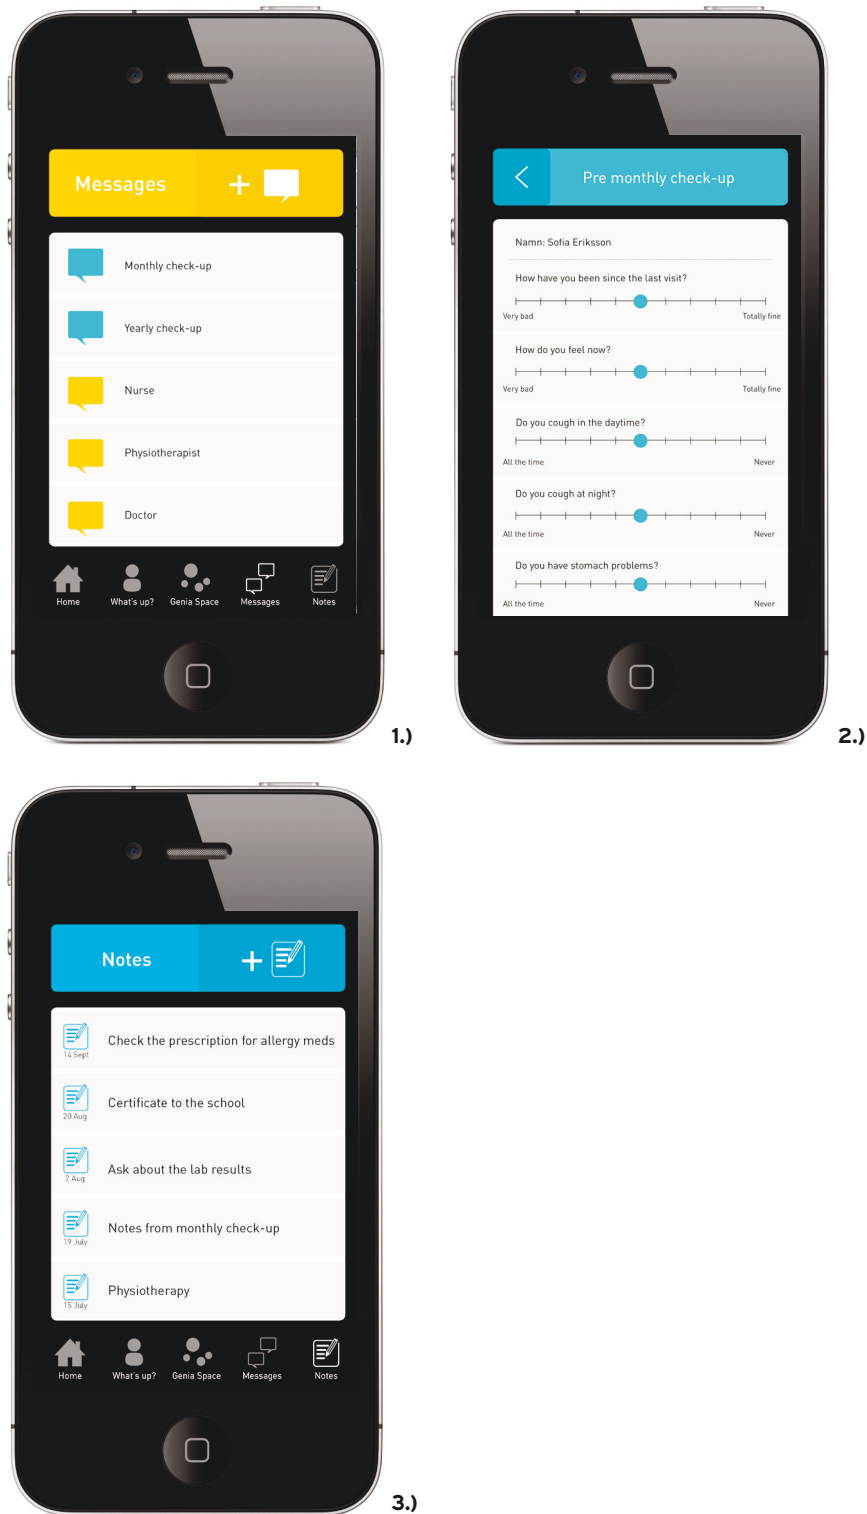 Messages
+
Monthly check-up
Yearly check-up
Nurse
Physiotherapist
Doctor
Home What's up? Genia Space Messages Notes
1.)
Pre monthly check-up
Namn: Sofia Eriksson
How have you been since the last visit?
Very bad Totally fine
How do you feel now?
Very bad Totally fine
Do you cough in the daytime?
All the time Never
Do you cough at night?
All the time Never
Do you have stomach problems?
All the time Never
2.)
Notes
+
14 Sept Check the prescription for allergy meds
20 Aug Certificate to the school
2 Aug Ask about the lab results
19 July Notes from monthly check-up
15 July Physiotherapy
Home What's up? Genia Space Messages Notes
3.)